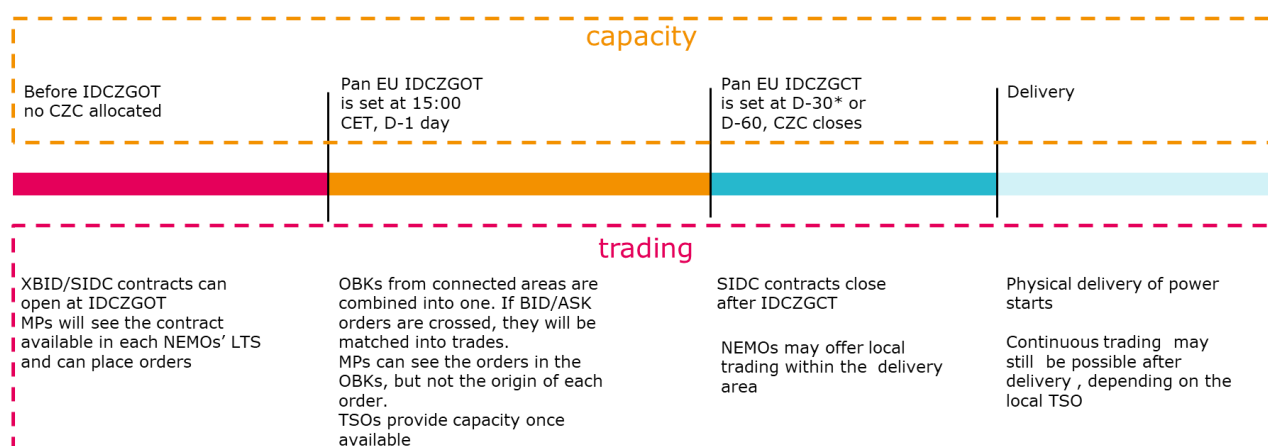 capacity
Before IDCZGOT
no CZC allocated
Pan EU IDCZGOT
is set at 15:00
CET, D-1 day
Pan EU IDCZGCT
is set at D-30* or
D-60, CZC closes
Delivery
trading
XBID/SIDC contracts can
open at IDCZGOT
MPs will see the contract
available in each NEMOs’ LTS
and can place orders
OBKs from connected areas are
combined into one. If BID/ASK
orders are crossed, they will be
matched into trades.
MPs can see the orders in the
OBKs, but not the origin of each
order.
TSOs provide capacity once
available
SIDC contracts close
after IDCZGCT
NEMOs may offer local
trading within the delivery
area
Physical delivery of power
starts
Continuous trading may
still be possible after
delivery , depending on the
local TSO